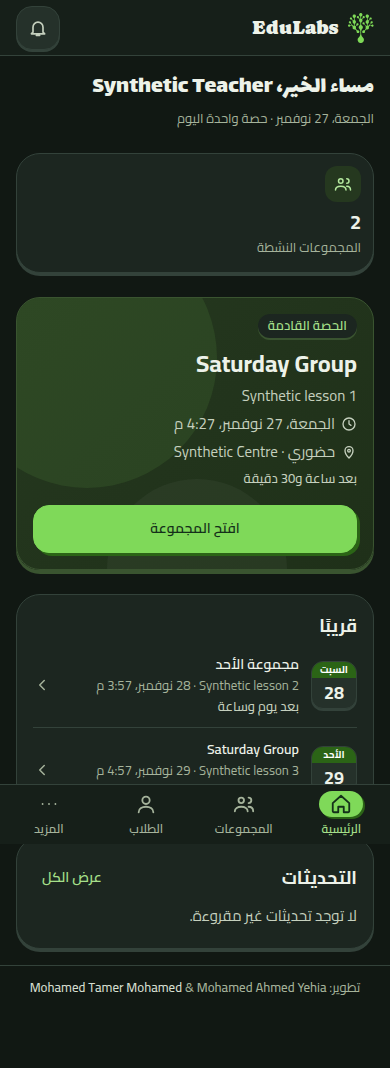 EduLabs
مساء الخير، Synthetic Teacher
الجمعة، 27 نوفمبر · حصة واحدة اليوم
2
المجموعات النشطة
الحصة القادمة
Saturday Group
Synthetic lesson 1
الجمعة، 27 نوفمبر، 4:27 م
حضوري · Synthetic Centre
بعد ساعة و30 دقيقة
افتح المجموعة
قريبًا
السبت
28
مجموعة الأحد
Synthetic lesson 2 · 28 نوفمبر، 3:57 م
بعد يوم وساعة
الأحد
29
Saturday Group
Synthetic lesson 3 · 29 نوفمبر، 4:57 م
الرئيسية
المجموعات
الطلاب
المزيد
التحديثات
عرض الكل
لا توجد تحديثات غير مقروءة.
تطوير: Mohamed Tamer Mohamed & Mohamed Ahmed Yehia